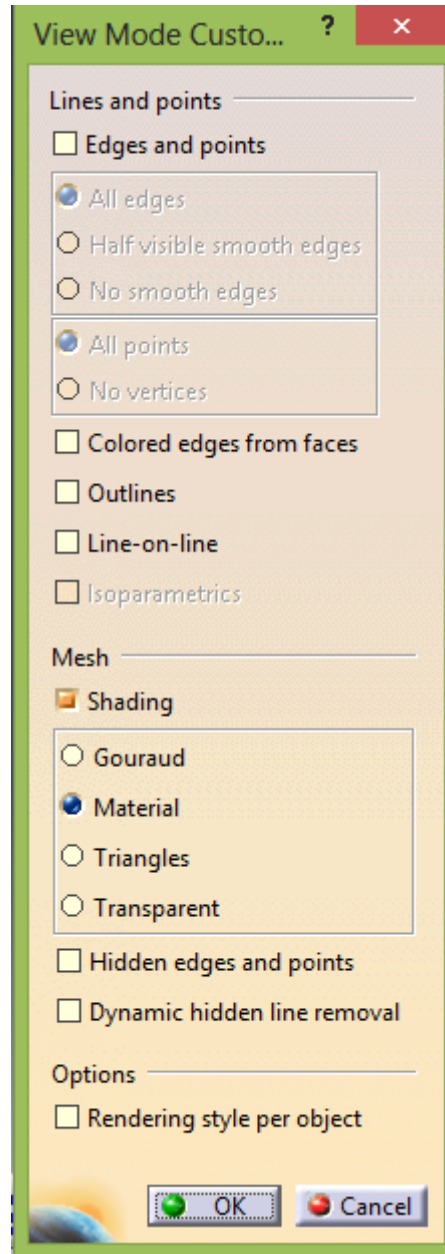 View Mode Custo... ? ×
Lines and points
Edges and points
All edges
Half visible smooth edges
No smooth edges
All points
No vertices
Colored edges from faces
Outlines
Line-on-line
Isoparametrics
Mesh
Shading
Gouraud
Material
Triangles
Transparent
Hidden edges and points
Dynamic hidden line removal
Options
Rendering style per object
OK Cancel